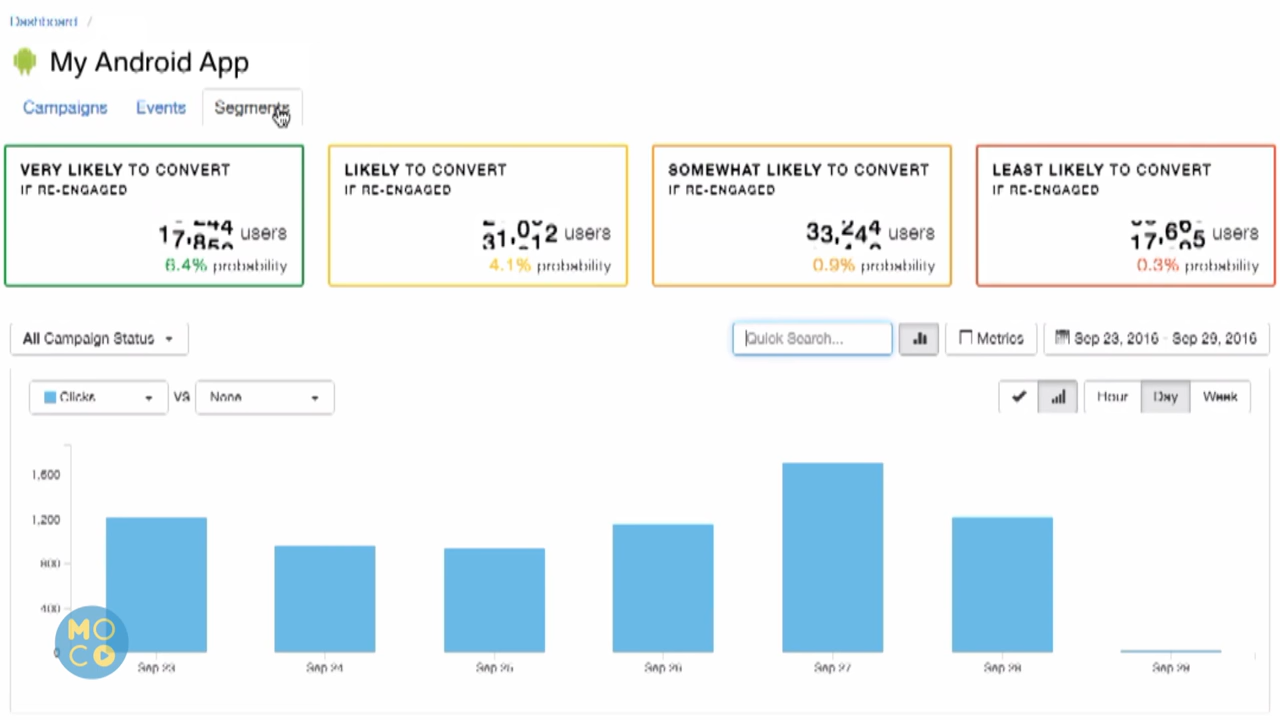 Dashboard /
My Android App
Campaigns Events Segments
VERY LIKELY TO CONVERT
IF RE-ENGAGED
users
6.4% probability
LIKELY TO CONVERT
IF RE-ENGAGED
users
4.1% probability
SOMEWHAT LIKELY TO CONVERT
IF RE-ENGAGED
users
0.9% probability
LEAST LIKELY TO CONVERT
IF RE-ENGAGED
users
0.3% probability
All Campaign Status
Quick Search...
Metrics
Sep 23, 2016 - Sep 29, 2016
Clicks VS None
Hour Day Week
1,600
1,200
800
400
0
Sep 23 Sep 24 Sep 25 Sep 26 Sep 27 Sep 28 Sep 29
MOCO